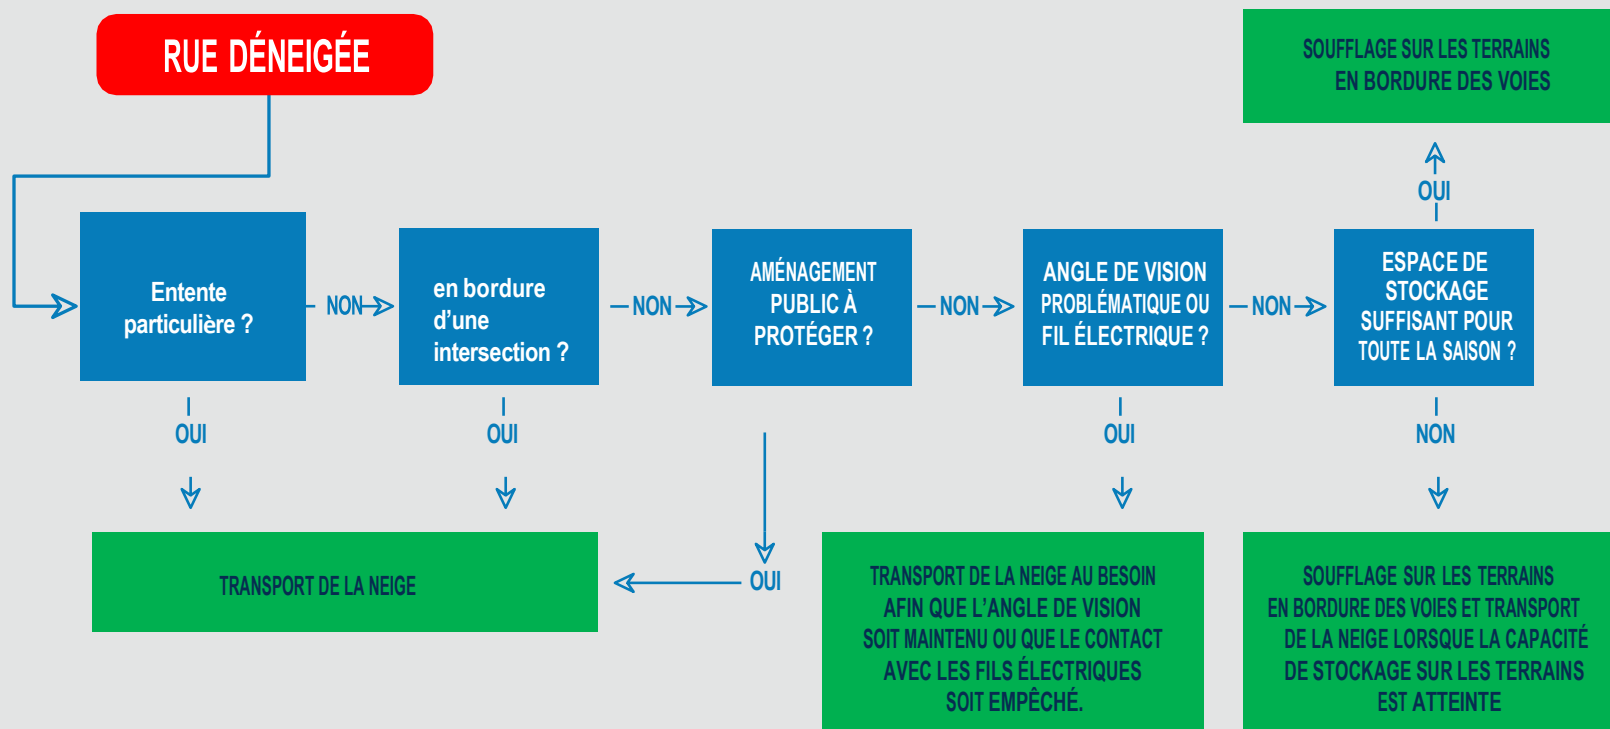 RUE DÉNEIGÉE
SOUFFLAGE SUR LES TERRAINS
EN BORDURE DES VOIES
OUI
Entente
particulière ?
NON
en bordure
d’une
intersection ?
NON
AMÉNAGEMENT
PUBLIC À
PROTÉGER ?
NON
ANGLE DE VISION
PROBLÉMATIQUE OU
FIL ÉLECTRIQUE ?
NON
ESPACE DE
STOCKAGE
SUFFISANT POUR
TOUTE LA SAISON ?
OUI
OUI
OUI
NON
TRANSPORT DE LA NEIGE
OUI
TRANSPORT DE LA NEIGE AU BESOIN
AFIN QUE L’ANGLE DE VISION
SOIT MAINTENU OU QUE LE CONTACT
AVEC LES FILS ÉLECTRIQUES
SOIT EMPÊCHÉ.
SOUFFLAGE SUR LES TERRAINS
EN BORDURE DES VOIES ET TRANSPORT
DE LA NEIGE LORSQUE LA CAPACITÉ
DE STOCKAGE SUR LES TERRAINS
EST ATTEINTE